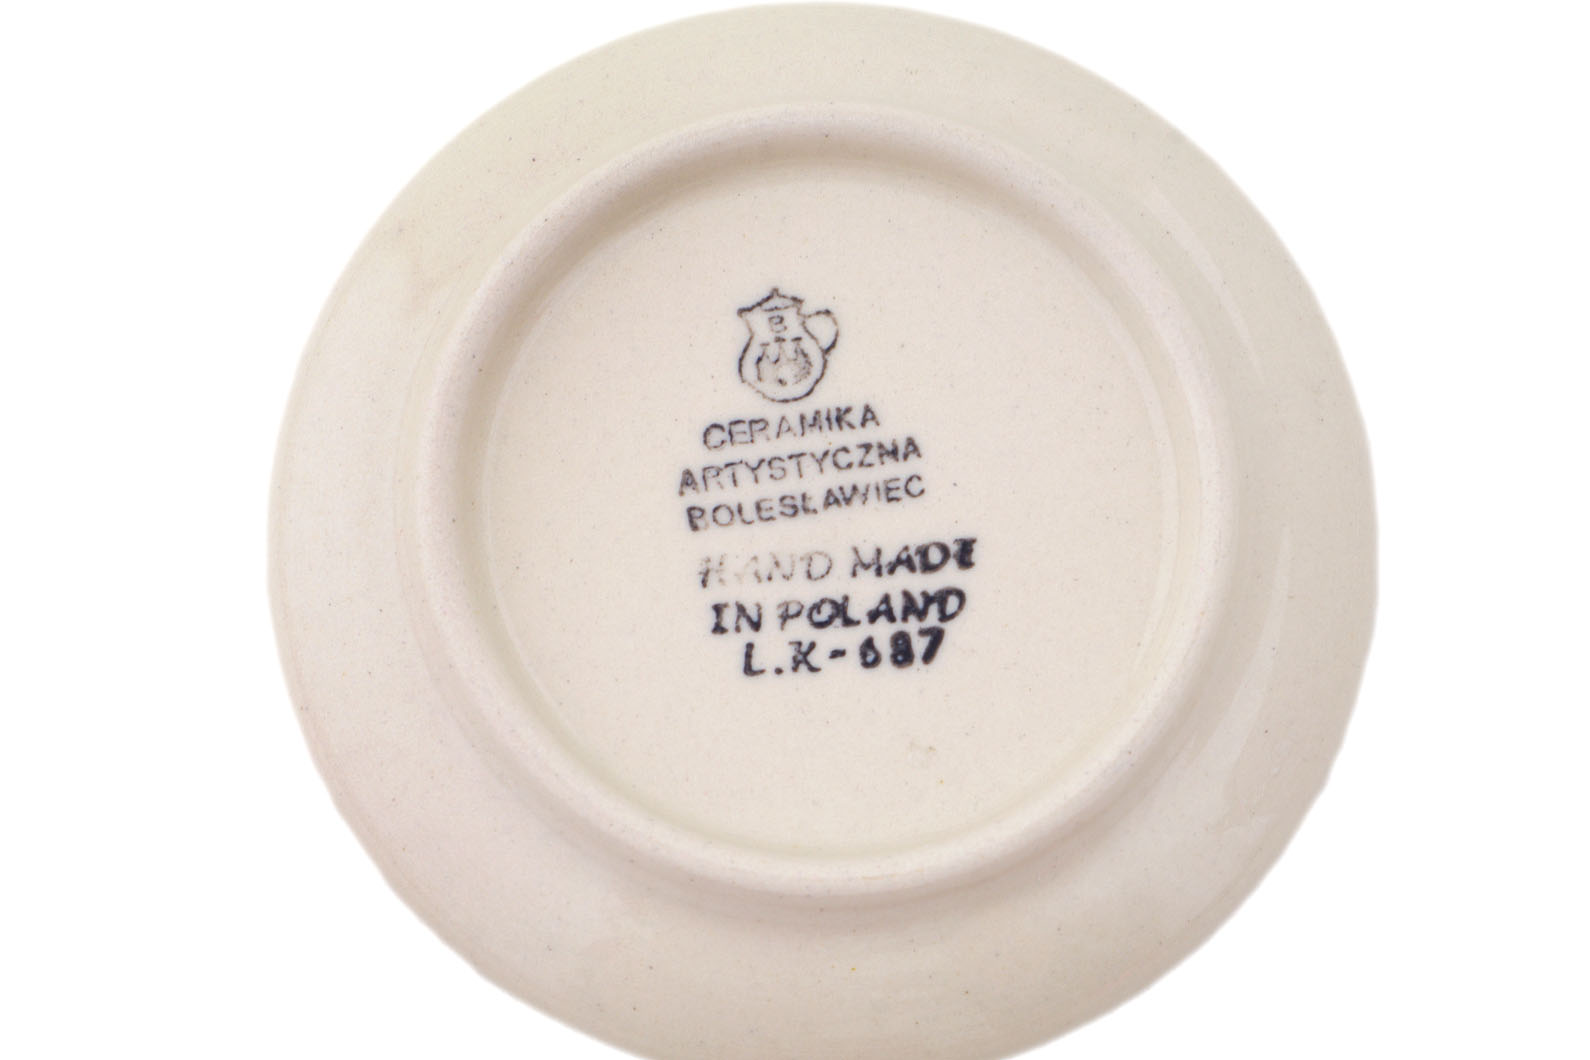 B
CERAMIKA
ARTYSTYCZNA
BOLESŁAWIEC
HAND MADE
IN POLAND
L.K-687